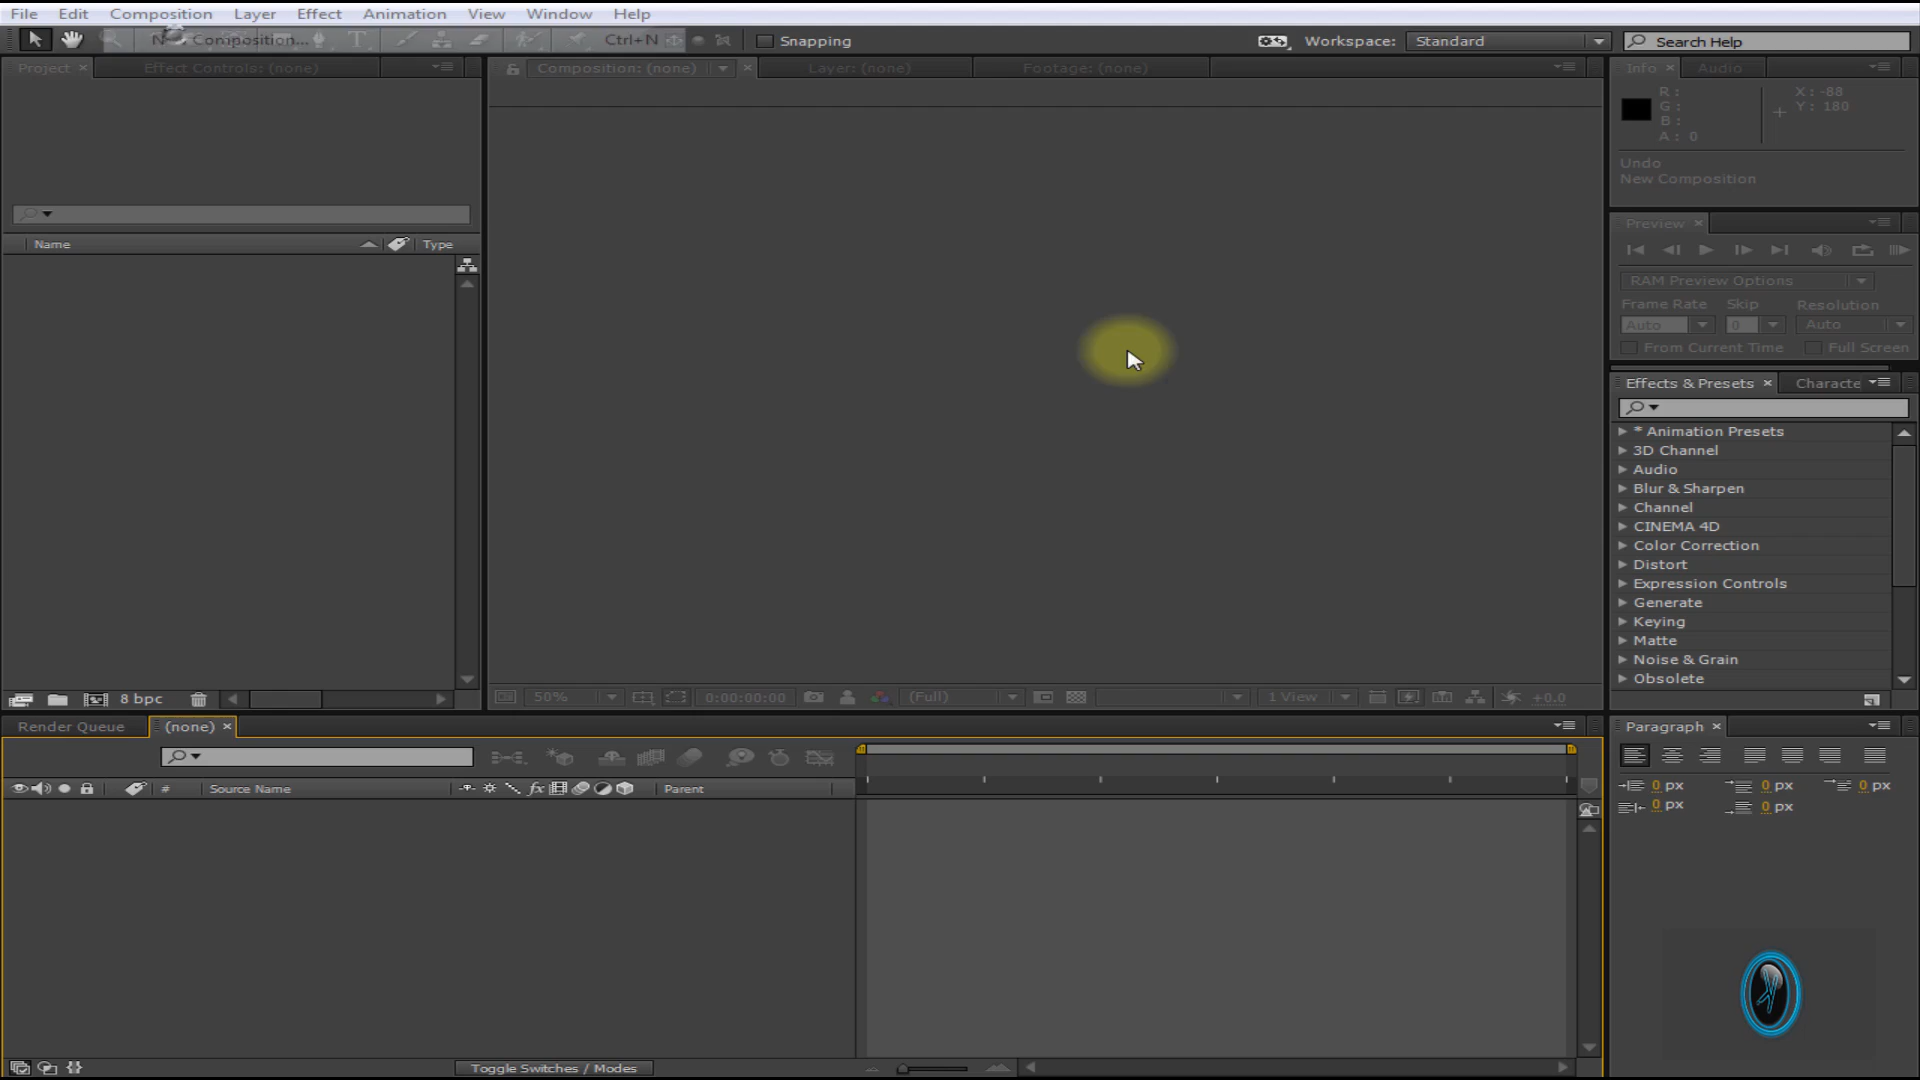 File Edit Composition Layer Effect Animation View Window Help
Composition... Ctrl+N Snapping Workspace: Standard Search Help
Project Effect Controls: (none) Composition: (none) Layer: (none) Footage: (none) Info Audio
R : X : -88
G : Y : 180
B :
A : 0
Undo
New Composition
Preview
Name Type
RAM Preview Options
Frame Rate Skip Resolution
Auto 0 Auto
From Current Time Full Screen
Effects & Presets Characte
* Animation Presets
3D Channel
Audio
Blur & Sharpen
Channel
CINEMA 4D
Color Correction
Distort
Expression Controls
Generate
Keying
Matte
Noise & Grain
Obsolete
8 bpc 50% 0:00:00:00 (Full) 1 View +0.0
Render Queue (none) Paragraph
# Source Name fx Parent
0 px 0 px 0 px
0 px 0 px
Toggle Switches / Modes